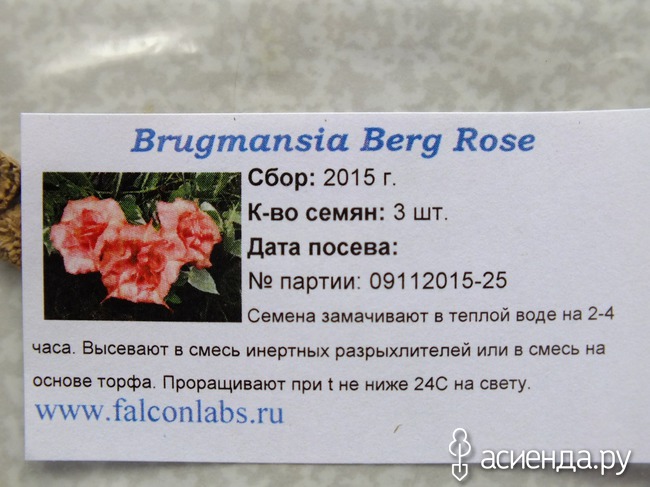 Brugmansia Berg Rose
Сбор: 2015 г.
К-во семян: 3 шт.
Дата посева:
№ партии: 09112015-25
Семена замачивают в теплой воде на 2-4
часа. Высевают в смесь инертных разрыхлителей или в смесь на
основе торфа. Проращивают при t не ниже 24С на свету.
www.falconlabs.ru
асиенда.ру